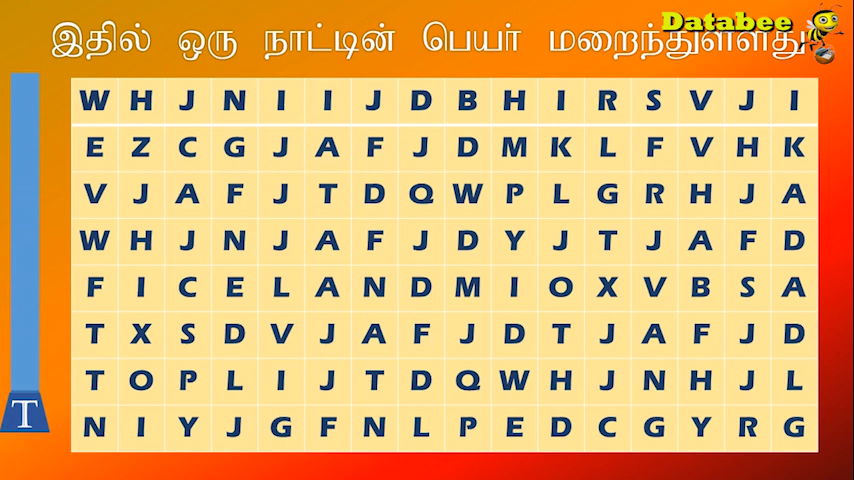 Databee
இதில் ஒரு நாட்டின் பெயர் மறைந்துள்ளது
W H J N I I J D B H I R S V J I
E Z C G J A F J D M K L F V H K
V J A F J T D Q W P L G R H J A
W H J N J A F J D Y J T J A F D
F I C E L A N D M I O X V B S A
T X S D V J A F J D T J A F J D
T O P L I J T D Q W H J N H J L
N I Y J G F N L P E D C G Y R G
T